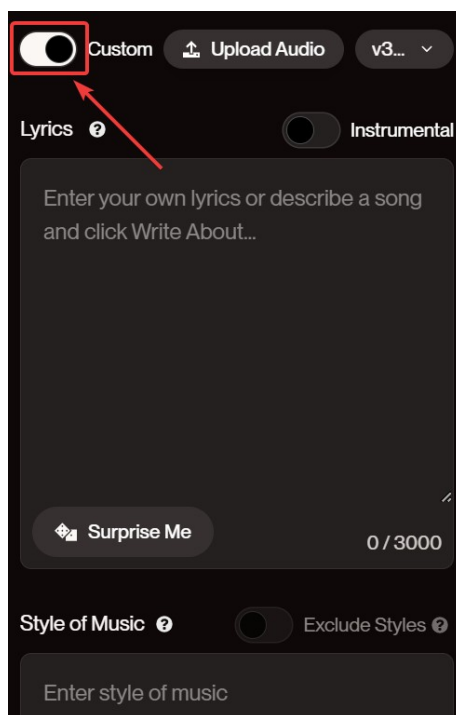 Custom Upload Audio v3...
Lyrics Instrumental
Enter your own lyrics or describe a song
and click Write About...
Surprise Me
0 / 3000
Style of Music Exclude Styles
Enter style of music